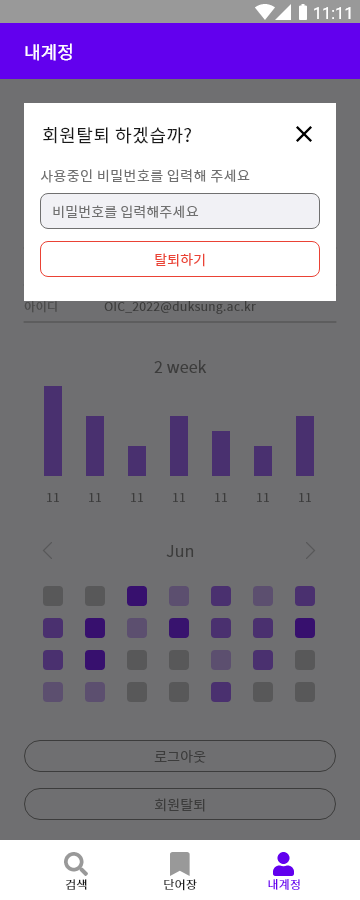 11:11
내계정
회원탈퇴 하겠습니까?
사용중인 비밀번호를 입력해 주세요
비밀번호를 입력해주세요
탈퇴하기
아이디 OIC_2022@duksung.ac.kr
2 week
11 11 11 11 11 11 11
Jun
로그아웃
회원탈퇴
검색 단어장 내계정